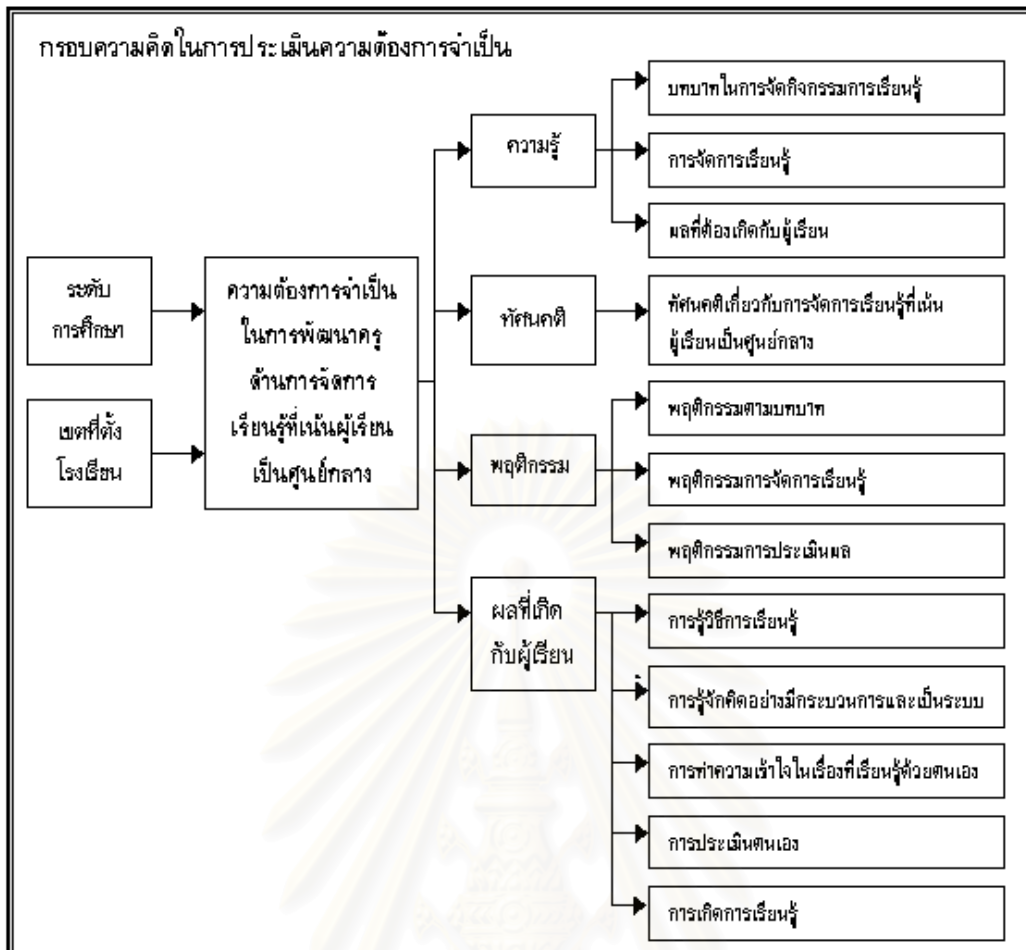 กรอบความคิดในการประเมินความต้องการจำเป็น
ระดับ
การศึกษา
เขตที่ตั้ง
โรงเรียน
ความต้องการจำเป็น
ในการพัฒนาครู
ด้านการจัดการ
เรียนรู้ที่เน้นผู้เรียน
เป็นศูนย์กลาง
ความรู้
บทบาทในการจัดกิจกรรมการเรียนรู้
การจัดการเรียนรู้
ผลที่ต้องเกิดกับผู้เรียน
ทัศนคติ
ทัศนคติเกี่ยวกับการจัดการเรียนรู้ที่เน้น
ผู้เรียนเป็นศูนย์กลาง
พฤติกรรม
พฤติกรรมตามบทบาท
พฤติกรรมการจัดการเรียนรู้
พฤติกรรมการประเมินผล
ผลที่เกิด
กับผู้เรียน
การรู้วิธีการเรียนรู้
การรู้จักคิดอย่างมีกระบวนการและเป็นระบบ
การทำความเข้าใจในเรื่องที่เรียนรู้ด้วยตนเอง
การประเมินตนเอง
การเกิดการเรียนรู้